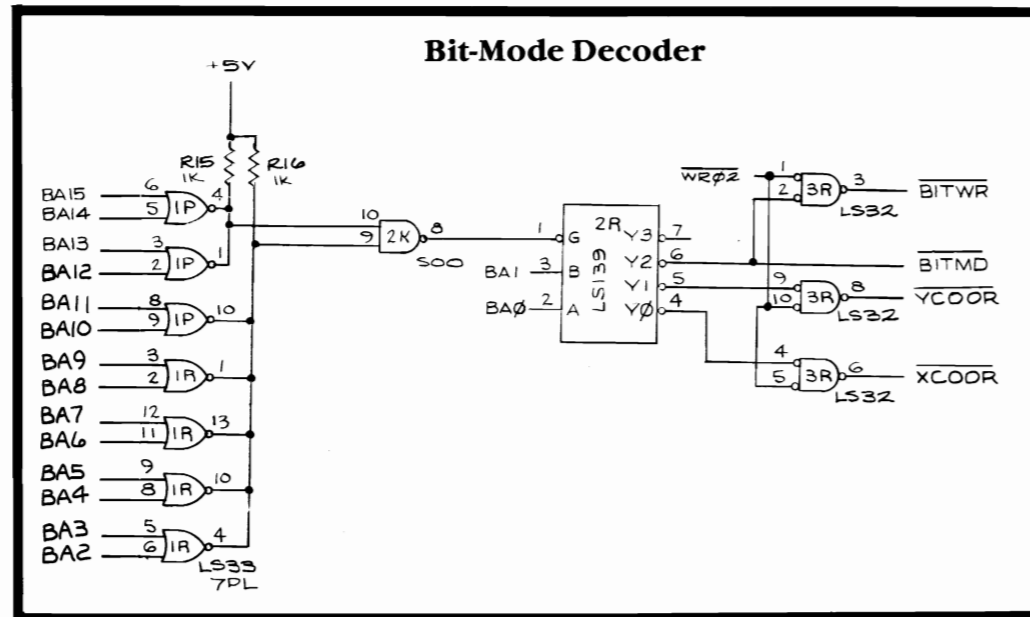 Bit-Mode Decoder
+5V
R15
1K
R16
1K
BA15 6
BA14 5
1P 4
BA13 3
BA12 2
1P 1
BA11 8
BA10 9
1P 10
BA9 3
BA8 2
1R 1
BA7 12
BA6 11
1R 13
BA5 9
BA4 8
1R 10
BA3 5
BA2 6
1R 4
LS33
7PL
10
9
2K 8
S00
1 G
BA1 3 B
BA0 2 A
2R
LS139
Y3 7
Y2 6
Y1 5
Y0 4
WRØ2
1
2
3R 3
LS32
BITWR
BITMD
9
10
3R 8
LS32
YCOOR
4
5
3R 6
LS32
XCOOR